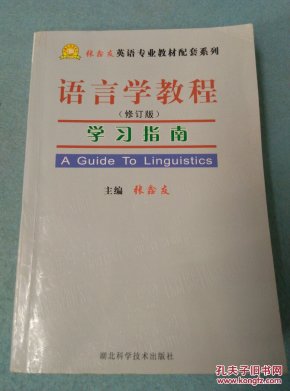 张鑫友英语专业教材配套系列
语言学教程
(修订版)
学习指南
A Guide To Linguistics
主编 张鑫友
湖北科学技术出版社
孔夫子旧书网